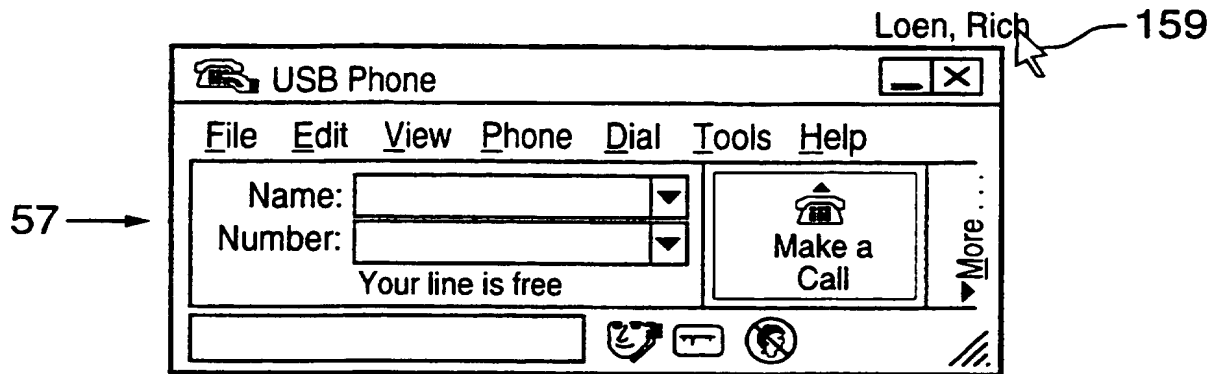 Loen, Rich 159
USB Phone
File Edit View Phone Dial Tools Help
Name:
Number:
Your line is free
Make a
Call
More...
57